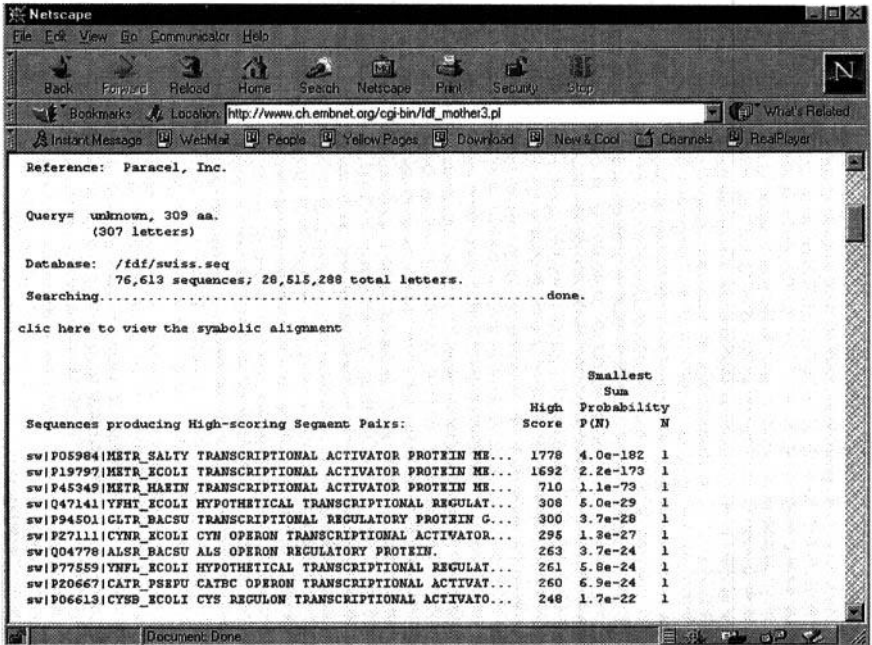 Netscape
File Edit View Go Communicator Help
Back Forward Reload Home Search Netscape Print Security Stop
N
Bookmarks Location: http://www.ch.embnet.org/cgi-bin/fdf_mother3.pl What's Related
Instant Message WebMail People Yellow Pages Download New & Cool Channels RealPlayer
Reference: Paracel, Inc.
Query= unknown, 309 aa.
(307 letters)
Database: /fdf/swiss.seq
76,613 sequences; 28,515,288 total letters.
Searching..................................................done.
clic here to view the symbolic alignment
Smallest
Sum
High Probability
Sequences producing High-scoring Segment Pairs: Score P(N) N
sw|P05984|METR_SALTY TRANSCRIPTIONAL ACTIVATOR PROTEIN ME... 1778 4.0e-182 1
sw|P19797|METR_ECOLI TRANSCRIPTIONAL ACTIVATOR PROTEIN ME... 1692 2.2e-173 1
sw|P45349|METR_HAEIN TRANSCRIPTIONAL ACTIVATOR PROTEIN ME... 710 1.1e-73 1
sw|Q47141|YFHT_ECOLI HYPOTHETICAL TRANSCRIPTIONAL REGULAT... 308 5.0e-29 1
sw|P94501|GLTR_BACSU TRANSCRIPTIONAL REGULATORY PROTEIN G... 300 3.7e-28 1
sw|P27111|CYNR_ECOLI CYN OPERON TRANSCRIPTIONAL ACTIVATOR... 295 1.3e-27 1
sw|Q04778|ALSR_BACSU ALS OPERON REGULATORY PROTEIN. 263 3.7e-24 1
sw|P77559|YNFL_ECOLI HYPOTHETICAL TRANSCRIPTIONAL REGULAT... 261 5.8e-24 1
sw|P20667|CATR_PSEPU CATBC OPERON TRANSCRIPTIONAL ACTIVAT... 260 6.9e-24 1
sw|P06613|CYSB_ECOLI CYS REGULON TRANSCRIPTIONAL ACTIVATO... 248 1.7e-22 1
Document: Done